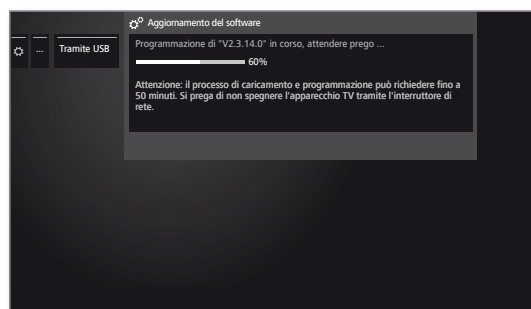 Aggiornamento del software
... Tramite USB
Programmazione di "V2.3.14.0" in corso, attendere prego ...
60%
Attenzione: il processo di caricamento e programmazione può richiedere fino a
50 minuti. Si prega di non spegnere l'apparecchio TV tramite l'interruttore di
rete.